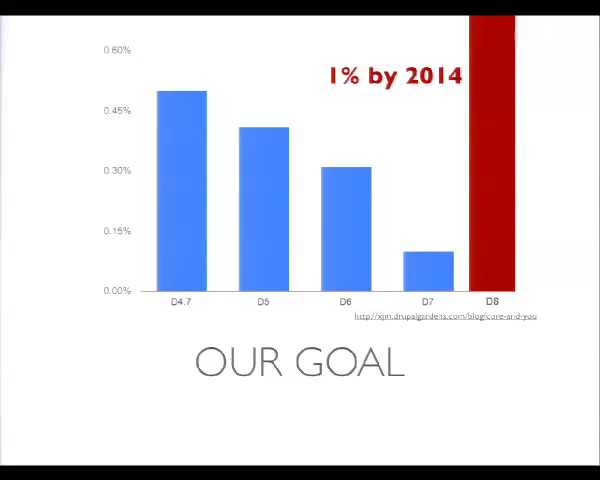 0.60%
1% by 2014
0.45%
0.30%
0.15%
0.00%
D4.7 D5 D6 D7 D8
http://xjm.drupalgardens.com/blog/core-and-you
OUR GOAL